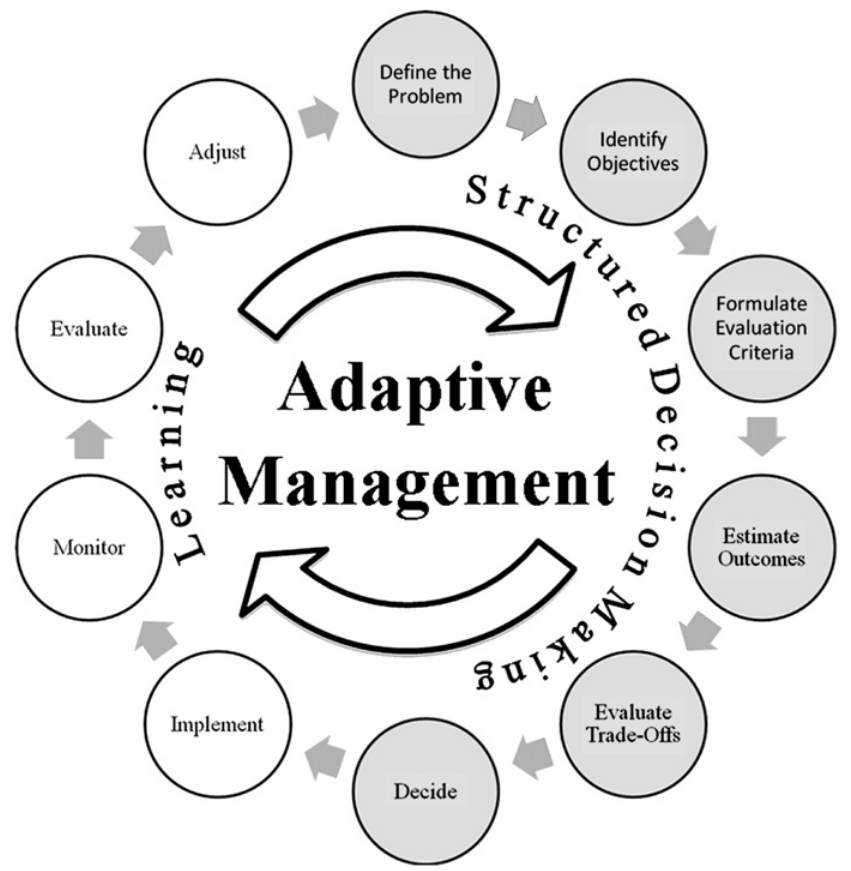 Define the
Problem
Identify
Objectives
Formulate
Evaluation
Criteria
Estimate
Outcomes
Evaluate
Trade-Offs
Decide
Implement
Monitor
Evaluate
Adjust
Structured Decision Making
Learning
Adaptive
Management